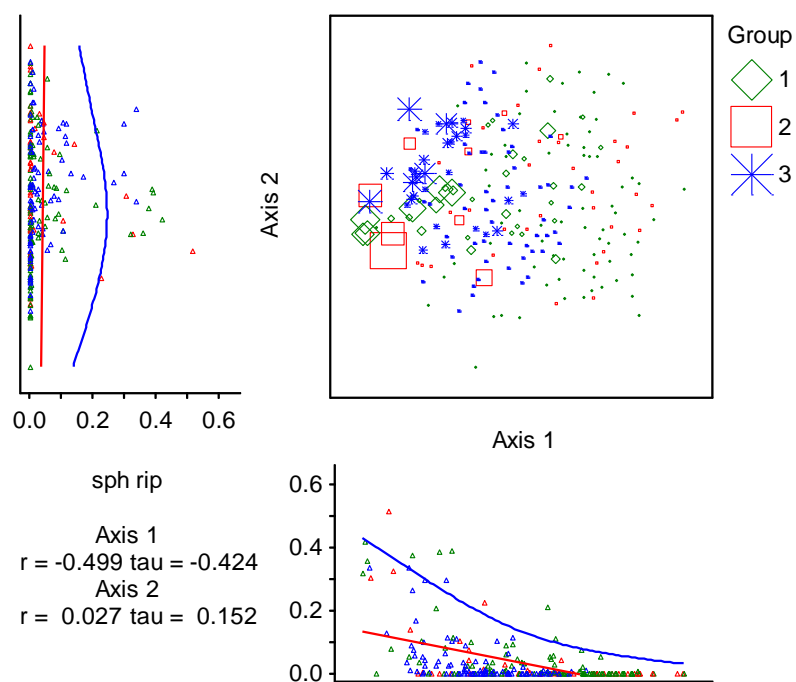 Group
1
2
3
Axis 2
0.0 0.2 0.4 0.6
Axis 1
sph rip
Axis 1
r = -0.499 tau = -0.424
Axis 2
r = 0.027 tau = 0.152
0.6
0.4
0.2
0.0